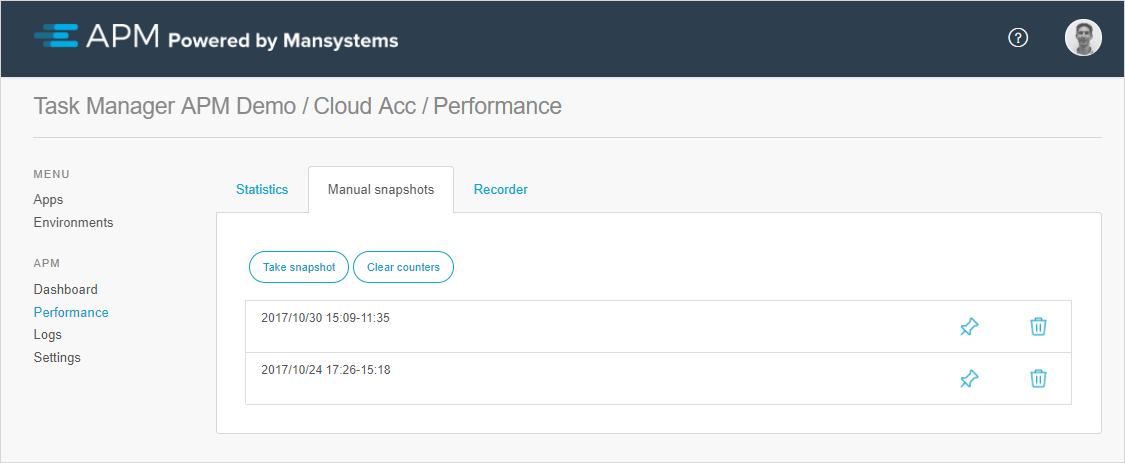 APM Powered by Mansystems
?
Task Manager APM Demo / Cloud Acc / Performance
MENU
Apps
Environments
APM
Dashboard
Performance
Logs
Settings
Statistics
Manual snapshots
Recorder
Take snapshot
Clear counters
2017/10/30 15:09-11:35
2017/10/24 17:26-15:18